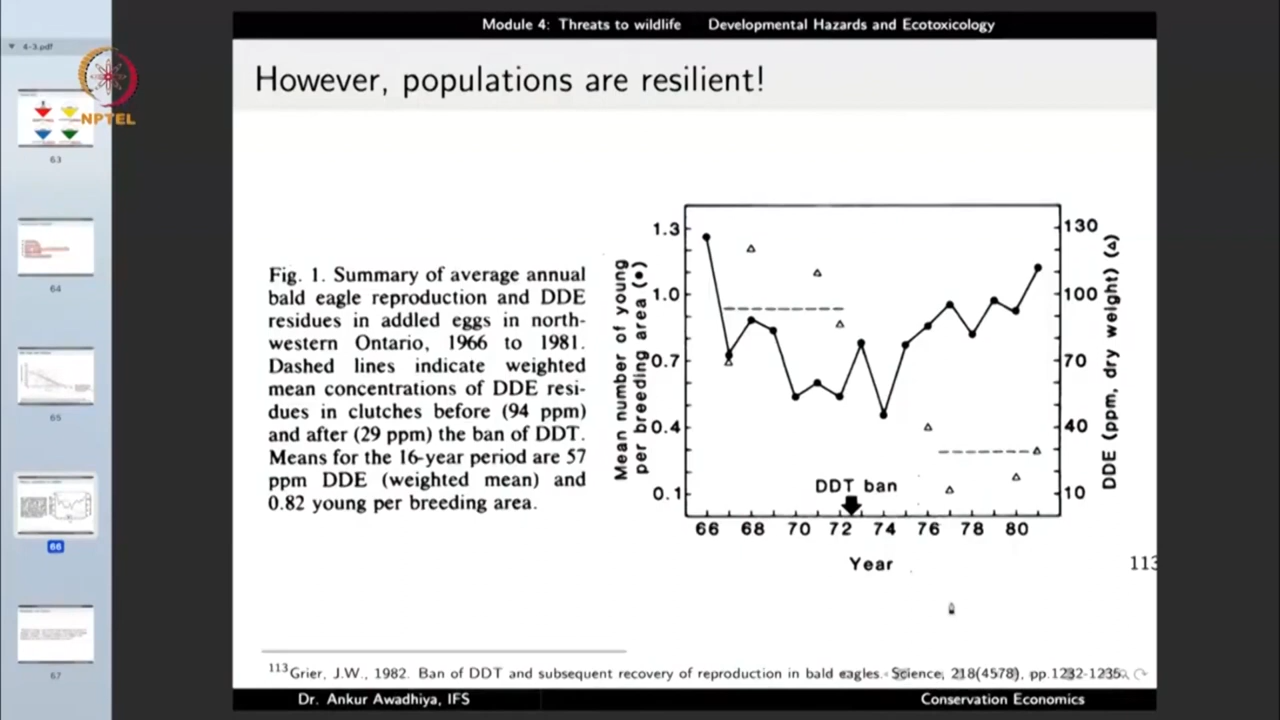 Module 4: Threats to wildlife Developmental Hazards and Ecotoxicology
4-3.pdf
NPTEL
However, populations are resilient!
63
64
65
66
67
Fig. 1. Summary of average annual
bald eagle reproduction and DDE
residues in addled eggs in north-
western Ontario, 1966 to 1981.
Dashed lines indicate weighted
mean concentrations of DDE resi-
dues in clutches before (94 ppm)
and after (29 ppm) the ban of DDT.
Means for the 16-year period are 57
ppm DDE (weighted mean) and
0.82 young per breeding area.
Mean number of young
per breeding area (●)
1.3
1.0
0.7
0.4
0.1
DDT ban
130
100
70
40
10
DDE (ppm, dry weight) (△)
66 68 70 72 74 76 78 80
Year
113
113Grier, J.W., 1982. Ban of DDT and subsequent recovery of reproduction in bald eagles. Science, 218(4578), pp.1232-1235.
Dr. Ankur Awadhiya, IFS Conservation Economics